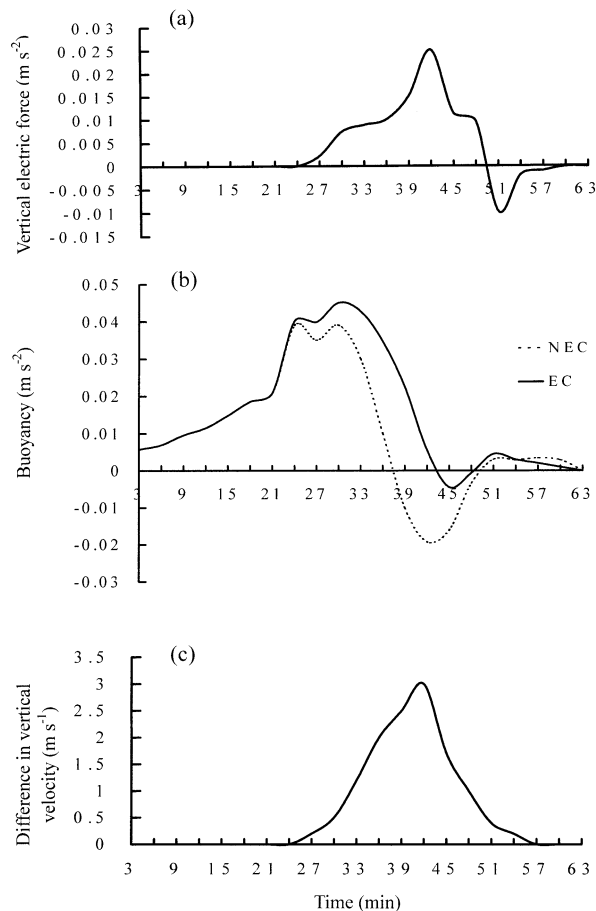 (a)
Vertical electric force (m s-2)
0.03
0.025
0.02
0.015
0.01
0.005
0
-0.005
-0.01
-0.015
3 9 15 21 27 33 39 45 51 57 63
(b)
Buoyancy (m s-2)
0.05
0.04
0.03
0.02
0.01
0
-0.01
-0.02
-0.03
3 9 15 21 27 33 39 45 51 57 63
NEC
EC
(c)
Difference in vertical
velocity (m s-1)
3.5
3
2.5
2
1.5
1
0.5
0
3 9 15 21 27 33 39 45 51 57 63
Time (min)